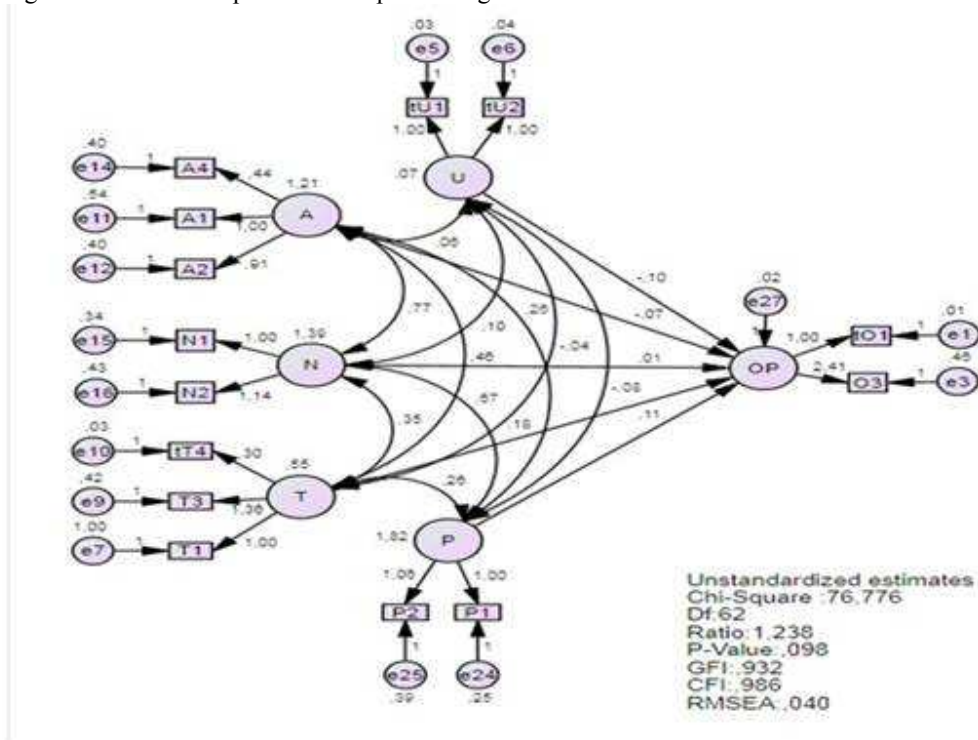 .03
.04
e5
e6
1
1
tU1
tU2
1.00
1.00
.07
U
.40
e14
1
A4
.44
1.21
.54
e11
1
A1
1.00
A
.40
e12
1
A2
.91
.06
.77
.10
.26
-.04
-.10
-.07
.02
e27
.34
e15
1
N1
1.00
1.39
N
.43
e16
1
N2
1.14
.46
.01
1
1.00
tO1
1
.01
e1
OP
2.41
O3
1
.46
e3
.67
-.08
.35
.18
.11
.03
e10
1
tT4
.30
.55
.42
e9
1
T3
1.36
T
.26
1.00
e7
1
T1
1.00
1.82
P
1.06
1.00
P2
P1
1
1
e25
e24
.39
.25
Unstandardized estimates
Chi-Square :76,776
Df:62
Ratio:1,238
P-Value:,098
GFI:,932
CFI:,986
RMSEA:,040